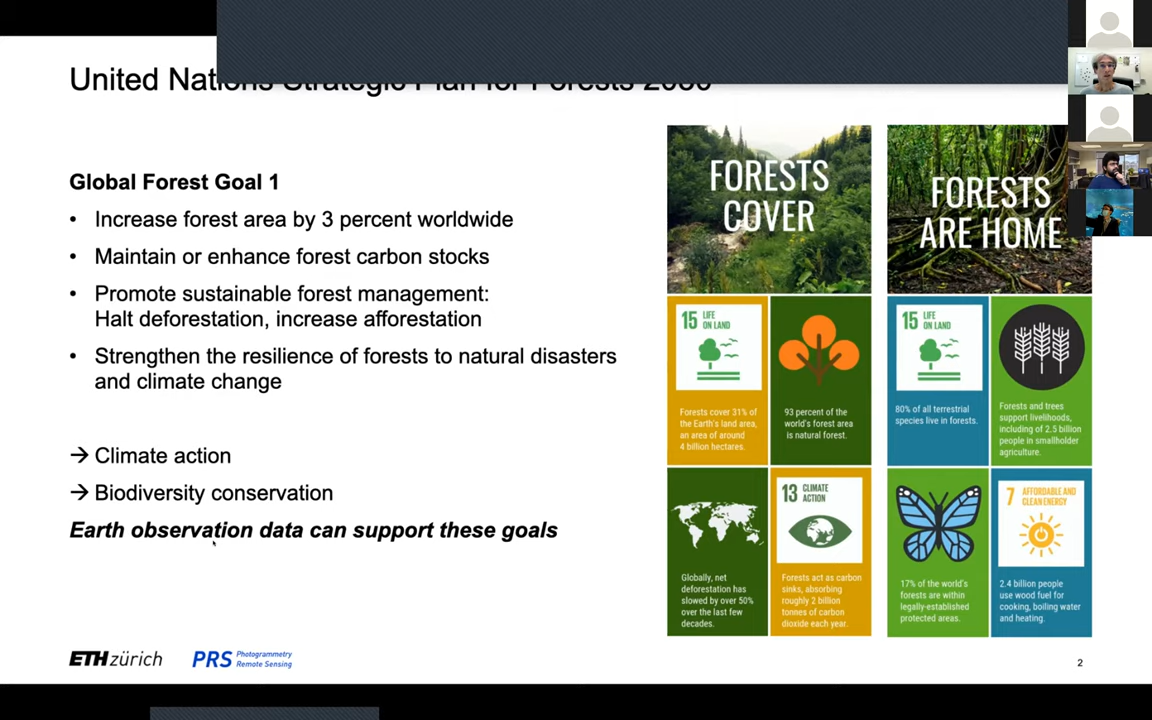 United Nations Strategic Plan for Forests 2030
Global Forest Goal 1
• Increase forest area by 3 percent worldwide
• Maintain or enhance forest carbon stocks
• Promote sustainable forest management:
Halt deforestation, increase afforestation
• Strengthen the resilience of forests to natural disasters
and climate change
→ Climate action
→ Biodiversity conservation
Earth observation data can support these goals
FORESTS
COVER
15 LIFE
ON LAND
Forests cover 31% of
the Earth's land area,
an area of around
4 billion hectares.
93 percent of the
world's forest area
is natural forest.
Globally, net
deforestation has
slowed by over 50%
over the last few
decades.
13 CLIMATE
ACTION
Forests act as carbon
sinks, absorbing
roughly 2 billion
tonnes of carbon
dioxide each year.
FORESTS
ARE HOME
15 LIFE
ON LAND
80% of all terrestrial
species live in forests.
Forests and trees
support livelihoods,
including of 2.5 billion
people in smallholder
agriculture.
17% of the world's
forests are within
legally-established
protected areas.
7 AFFORDABLE AND
CLEAN ENERGY
2.4 billion people
use wood fuel for
cooking, boiling water
and heating.
ETH zürich
PRS Photogrammetry
Remote Sensing
2